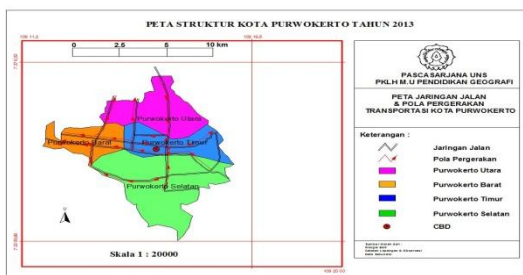 PETA STRUKTUR KOTA PURWOKERTO TAHUN 2013
0 2.5 5 10 km
Purwokerto Utara
Purwokerto Barat
Purwokerto Timur
Purwokerto Selatan
Skala 1 : 20000
PASCASARJANA UNS
PKLH M.U PENDIDIKAN GEOGRAFI
PETA JARINGAN JALAN
& POLA PERGERAKAN
TRANSPORTASI KOTA PURWOKERTO
Keterangan :
Jaringan Jalan
Pola Pergerakan
Purwokerto Utara
Purwokerto Barat
Purwokerto Timur
Purwokerto Selatan
CBD